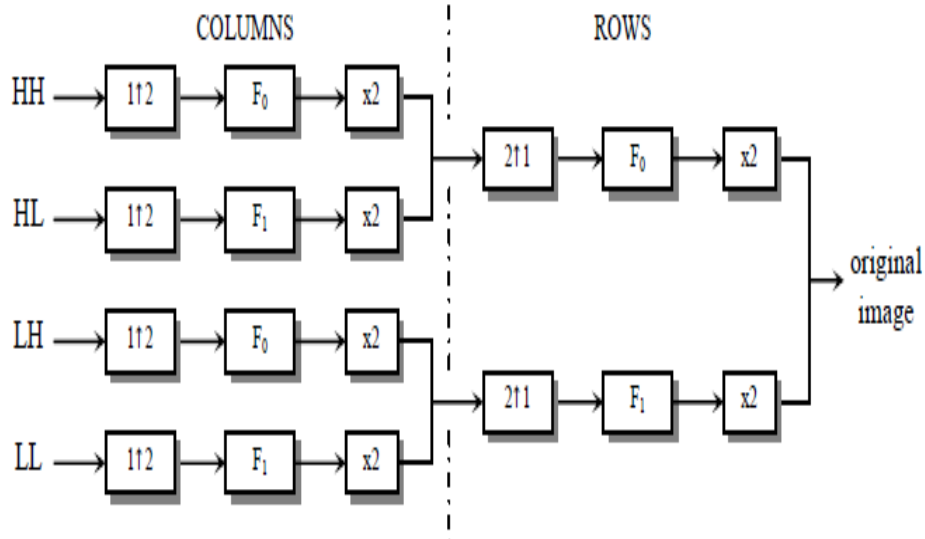 COLUMNS ROWS
HH 1↑2 F₀ x2
2↑1 F₀ x2
HL 1↑2 F₁ x2
original
image
LH 1↑2 F₀ x2
2↑1 F₁ x2
LL 1↑2 F₁ x2